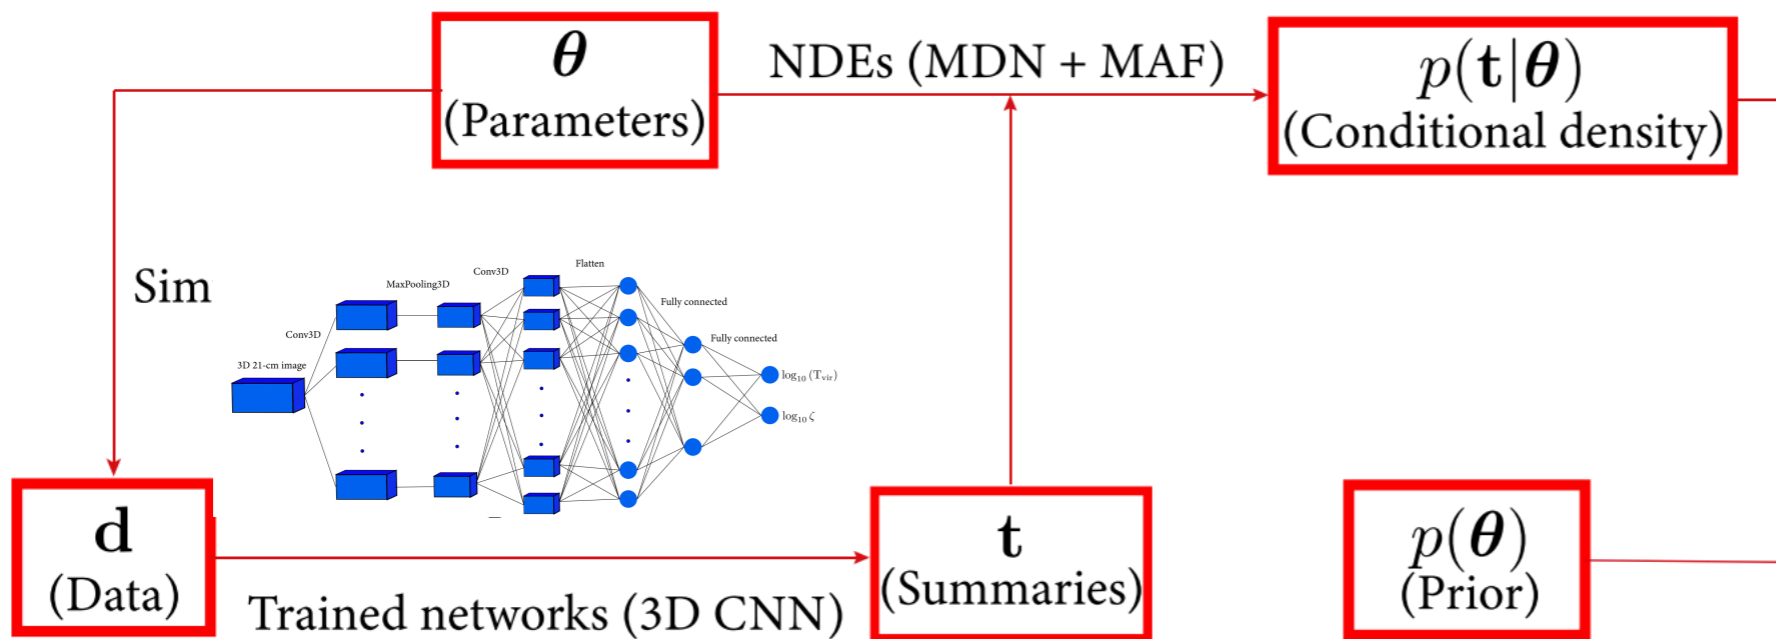 θ
(Parameters)
NDEs (MDN + MAF)
p(t|θ)
(Conditional density)
Sim
3D 21-cm image
Conv3D
MaxPooling3D
Conv3D
Flatten
Fully connected
Fully connected
log₁₀ (Tᵥᵢᵣ)
log₁₀ ζ
d
(Data)
Trained networks (3D CNN)
t
(Summaries)
p(θ)
(Prior)